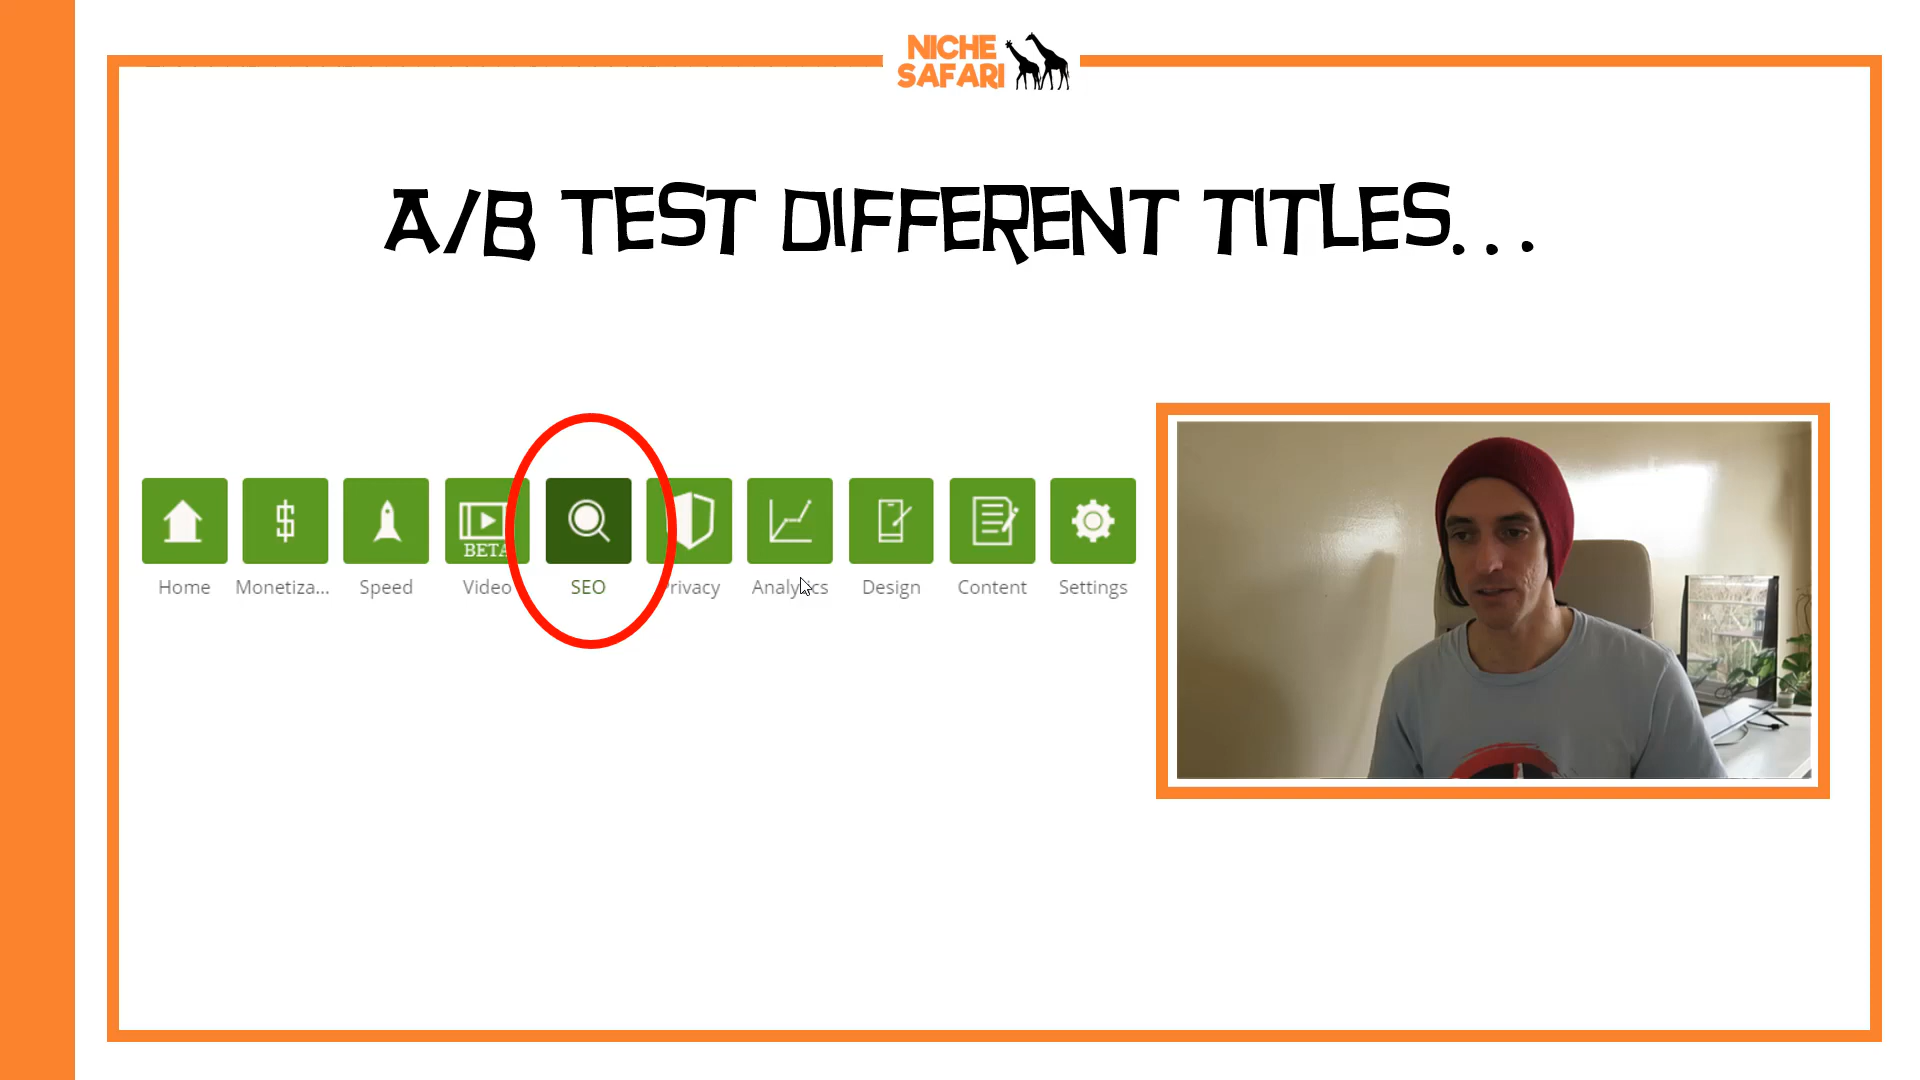 NICHE
SAFARI
A/B TEST DIFFERENT TITLES...
BETA
Home Monetiza... Speed Video SEO rivacy Analytics Design Content Settings